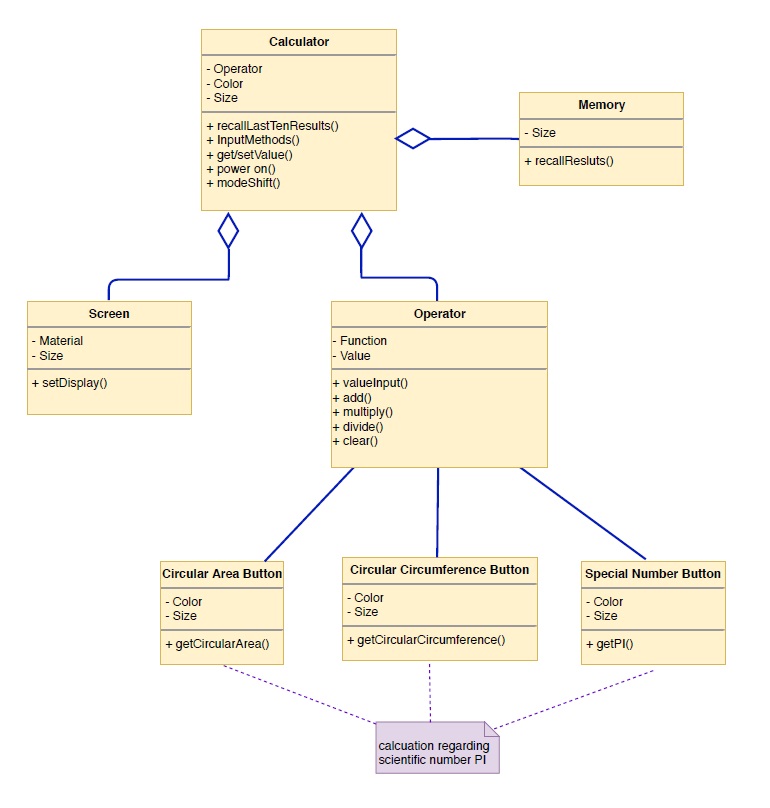 Calculator
- Operator
- Color
- Size
+ recallLastTenResults()
+ InputMethods()
+ get/setValue()
+ power on()
+ modeShift()
Memory
- Size
+ recallResluts()
Screen
- Material
- Size
+ setDisplay()
Operator
- Function
- Value
+ valueInput()
+ add()
+ multiply()
+ divide()
+ clear()
Circular Area Button
- Color
- Size
+ getCircularArea()
Circular Circumference Button
- Color
- Size
+ getCircularCircumference()
Special Number Button
- Color
- Size
+ getPI()
calcuation regarding
scientific number PI